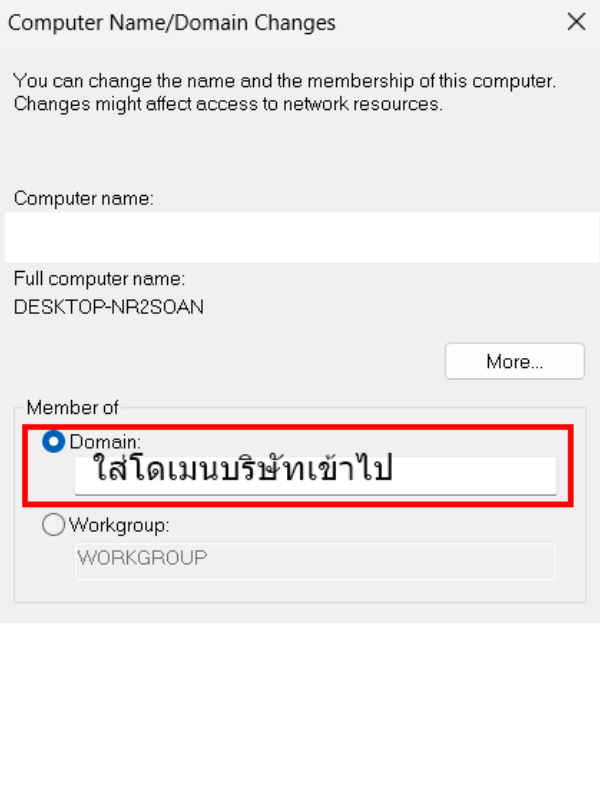 Computer Name/Domain Changes
You can change the name and the membership of this computer.
Changes might affect access to network resources.
Computer name:
Full computer name:
DESKTOP-NR2SOAN
More...
Member of
Domain:
ใส่โดเมนบริษัทเข้าไป
Workgroup:
WORKGROUP